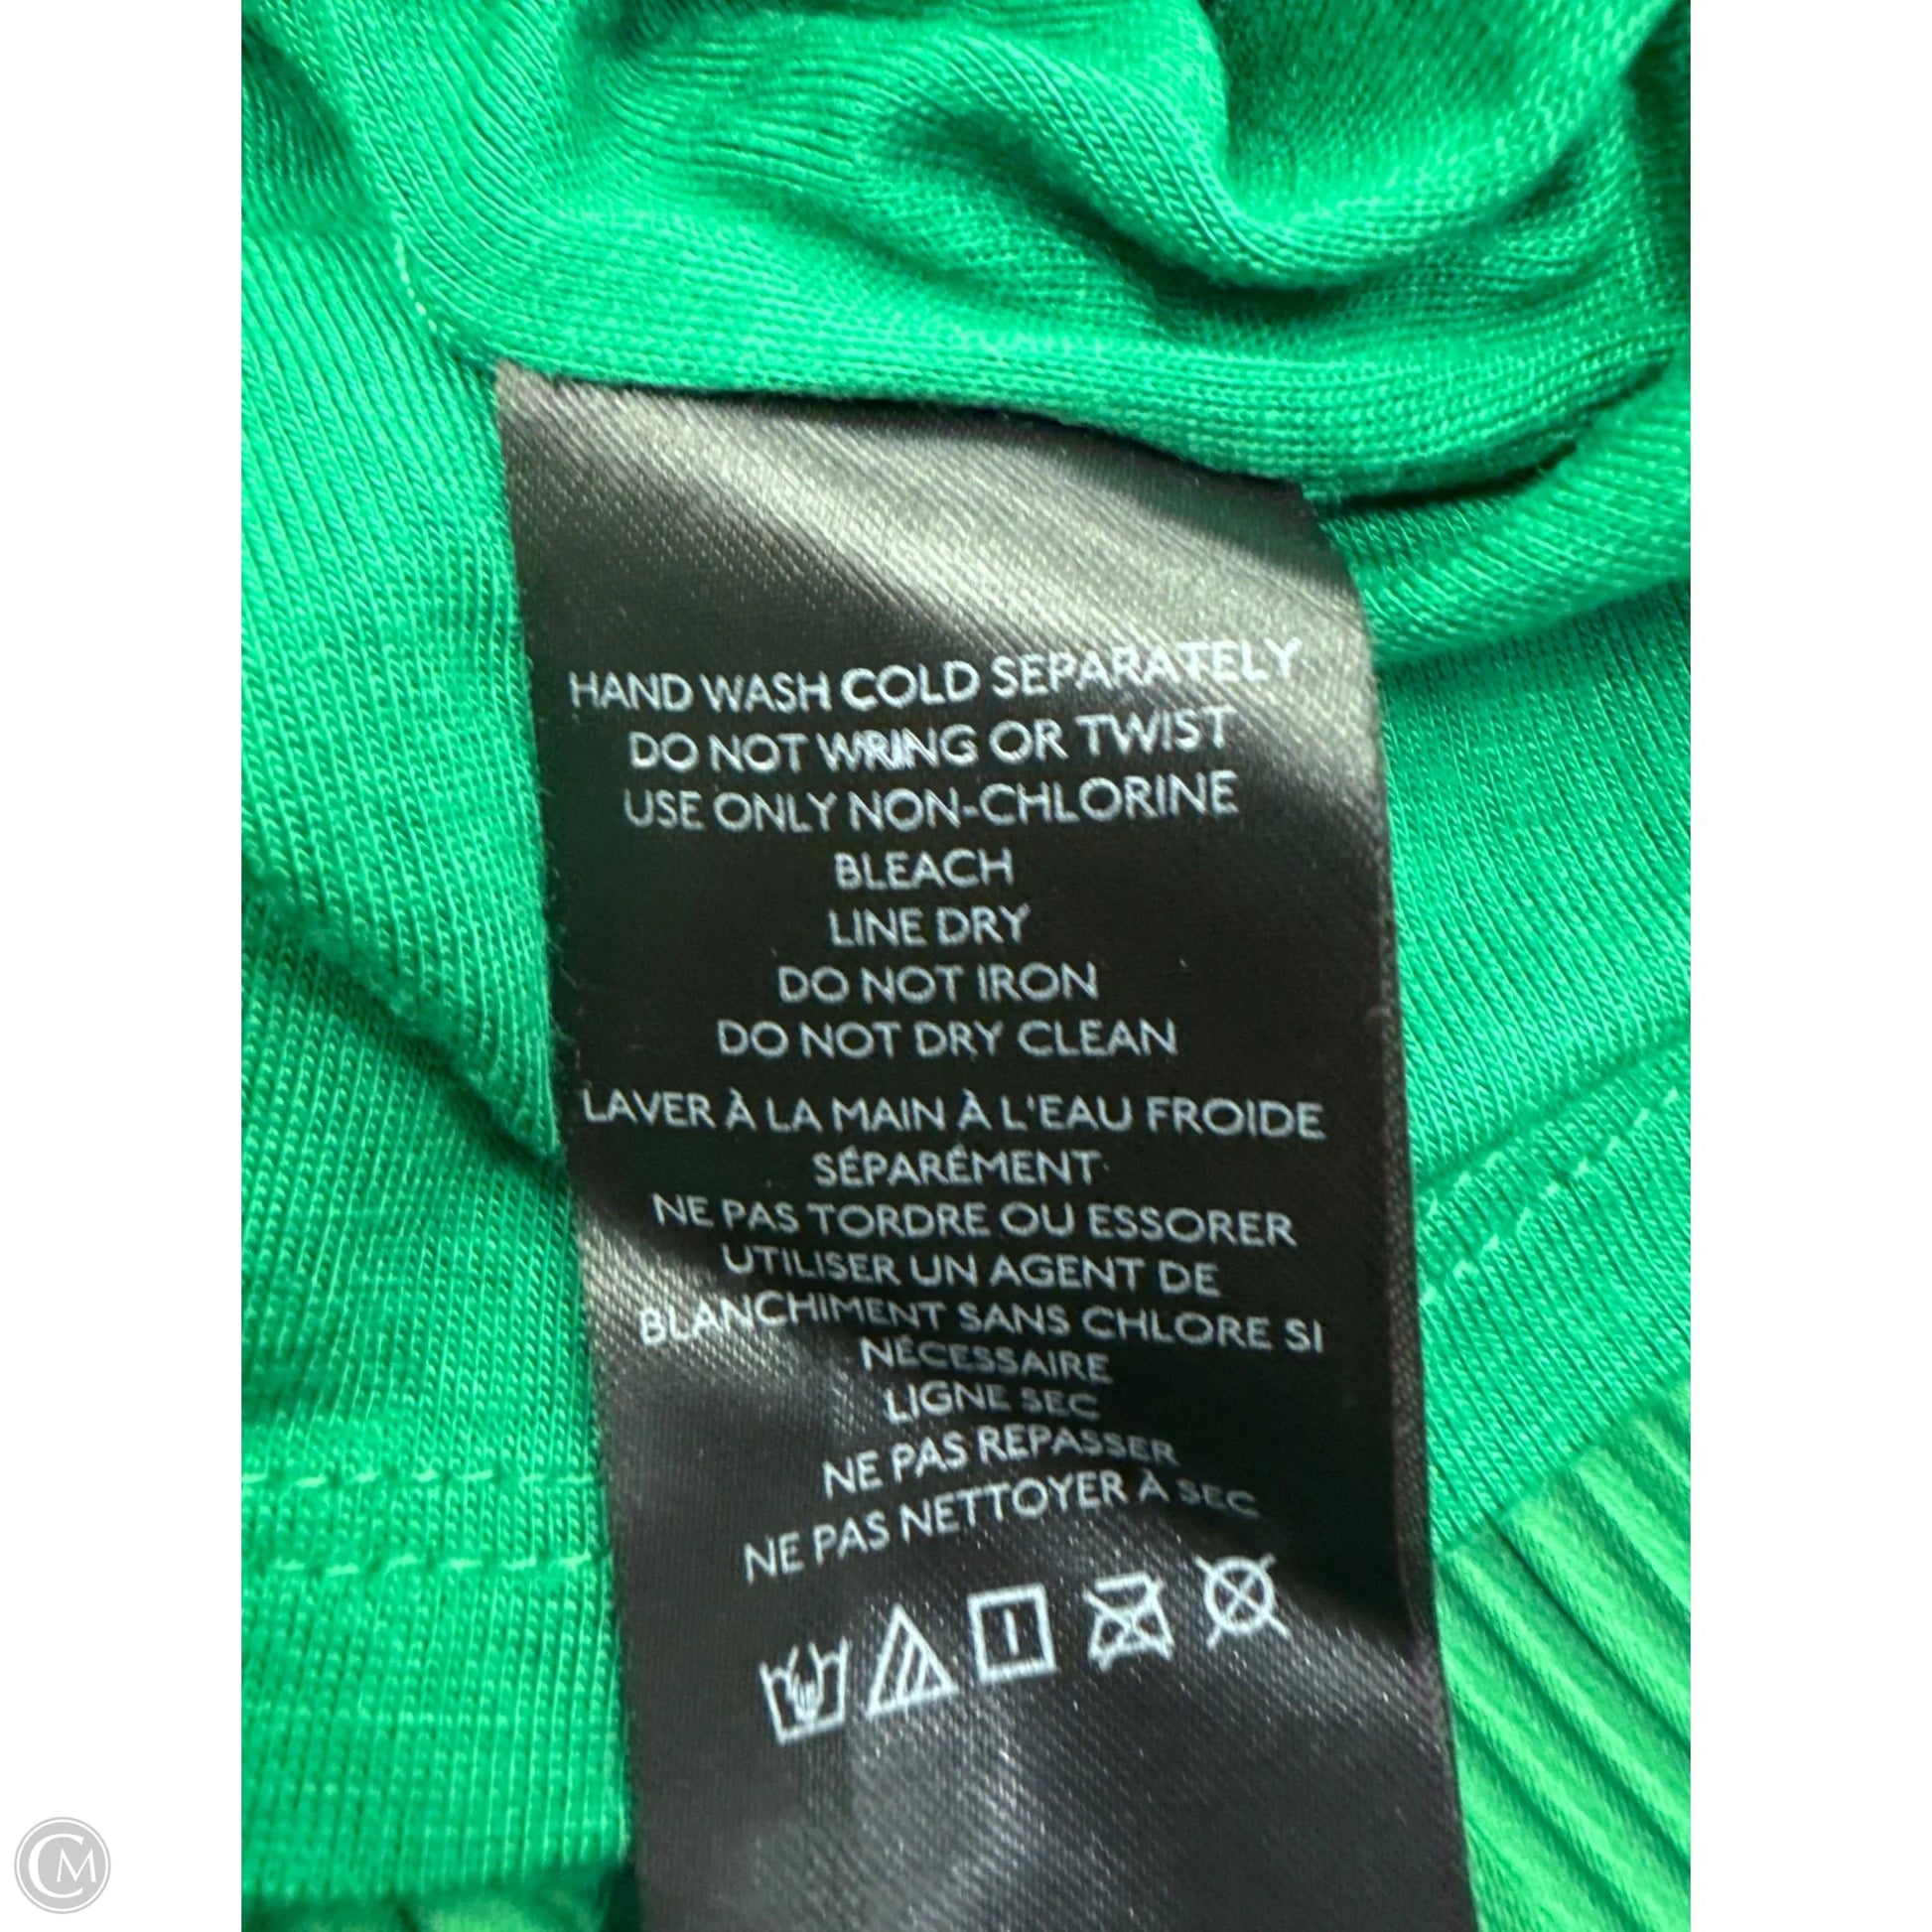 HAND WASH COLD SEPARATELY
DO NOT WRING OR TWIST
USE ONLY NON-CHLORINE
BLEACH
LINE DRY
DO NOT IRON
DO NOT DRY CLEAN
LAVER À LA MAIN À L'EAU FROIDE
SÉPARÉMENT
NE PAS TORDRE OU ESSORER
UTILISER UN AGENT DE
BLANCHIMENT SANS CHLORE SI
NÉCESSAIRE
LIGNE SEC
NE PAS REPASSER
NE PAS NETTOYER À SEC
CM